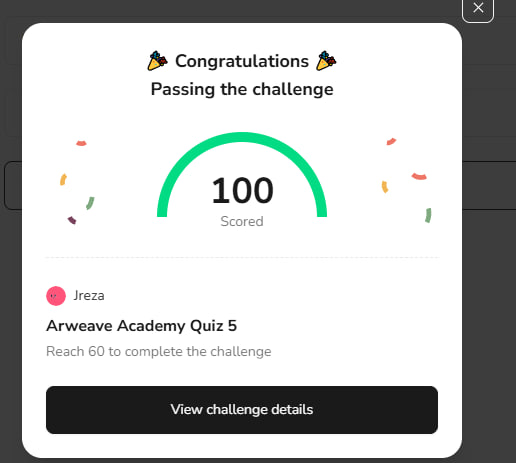 Congratulations
Passing the challenge
100
Scored
Jreza
Arweave Academy Quiz 5
Reach 60 to complete the challenge
View challenge details